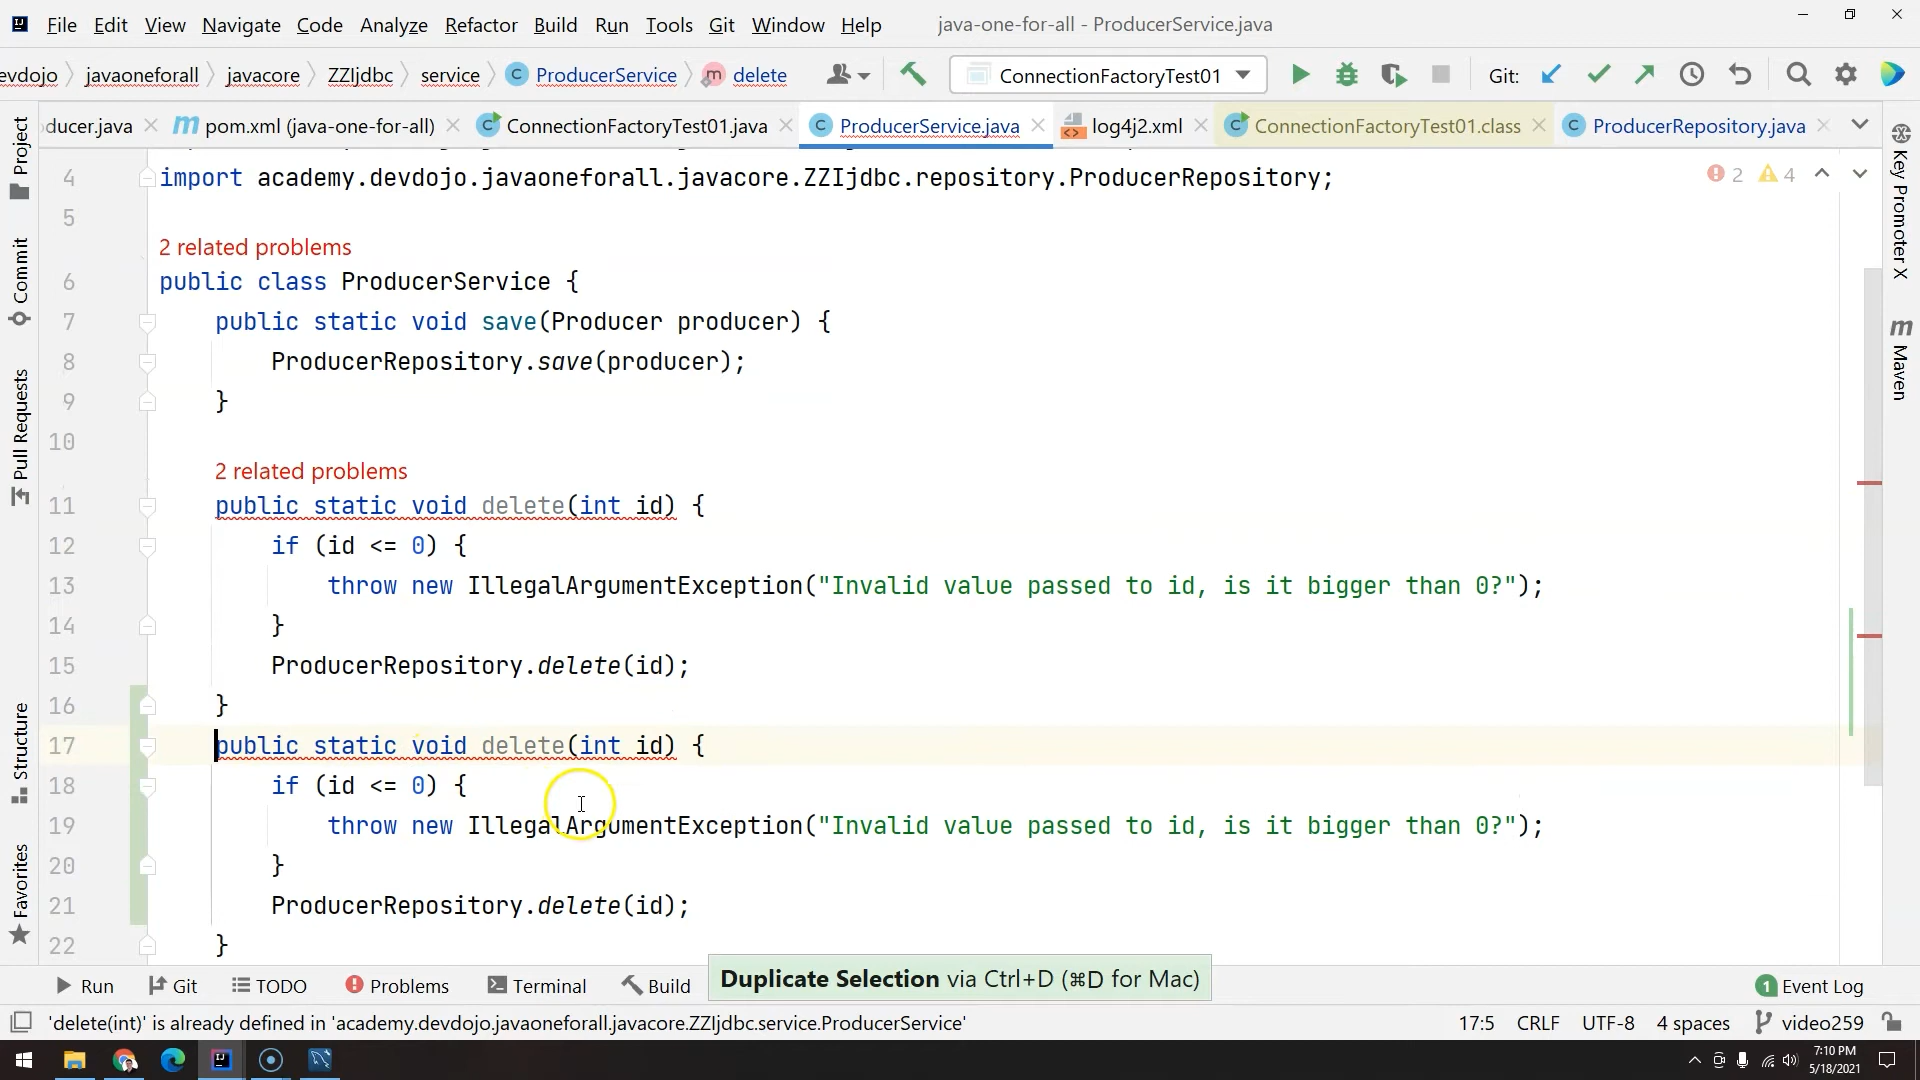 File Edit View Navigate Code Analyze Refactor Build Run Tools Git Window Help java-one-for-all - ProducerService.java
evdojo javaoneforall javacore ZZIjdbc service ProducerService delete ConnectionFactoryTest01 Git:
ducer.java pom.xml (java-one-for-all) ConnectionFactoryTest01.java ProducerService.java log4j2.xml ConnectionFactoryTest01.class ProducerRepository.java
Project
Commit
Pull Requests
Structure
Favorites
4 import academy.devdojo.javaoneforall.javacore.ZZIjdbc.repository.ProducerRepository; 2 4
5
2 related problems
6 public class ProducerService {
7 public static void save(Producer producer) {
8 ProducerRepository.save(producer);
9 }
10
2 related problems
11 public static void delete(int id) {
12 if (id <= 0) {
13 throw new IllegalArgumentException("Invalid value passed to id, is it bigger than 0?");
14 }
15 ProducerRepository.delete(id);
16 }
17 public static void delete(int id) {
18 if (id <= 0) {
19 throw new IllegalArgumentException("Invalid value passed to id, is it bigger than 0?");
20 }
21 ProducerRepository.delete(id);
22 }
Key Promoter X
Maven
Duplicate Selection via Ctrl+D (⌘D for Mac)
Run Git TODO Problems Terminal Build 1 Event Log
'delete(int)' is already defined in 'academy.devdojo.javaoneforall.javacore.ZZIjdbc.service.ProducerService' 17:5 CRLF UTF-8 4 spaces video259
7:10 PM
5/18/2021